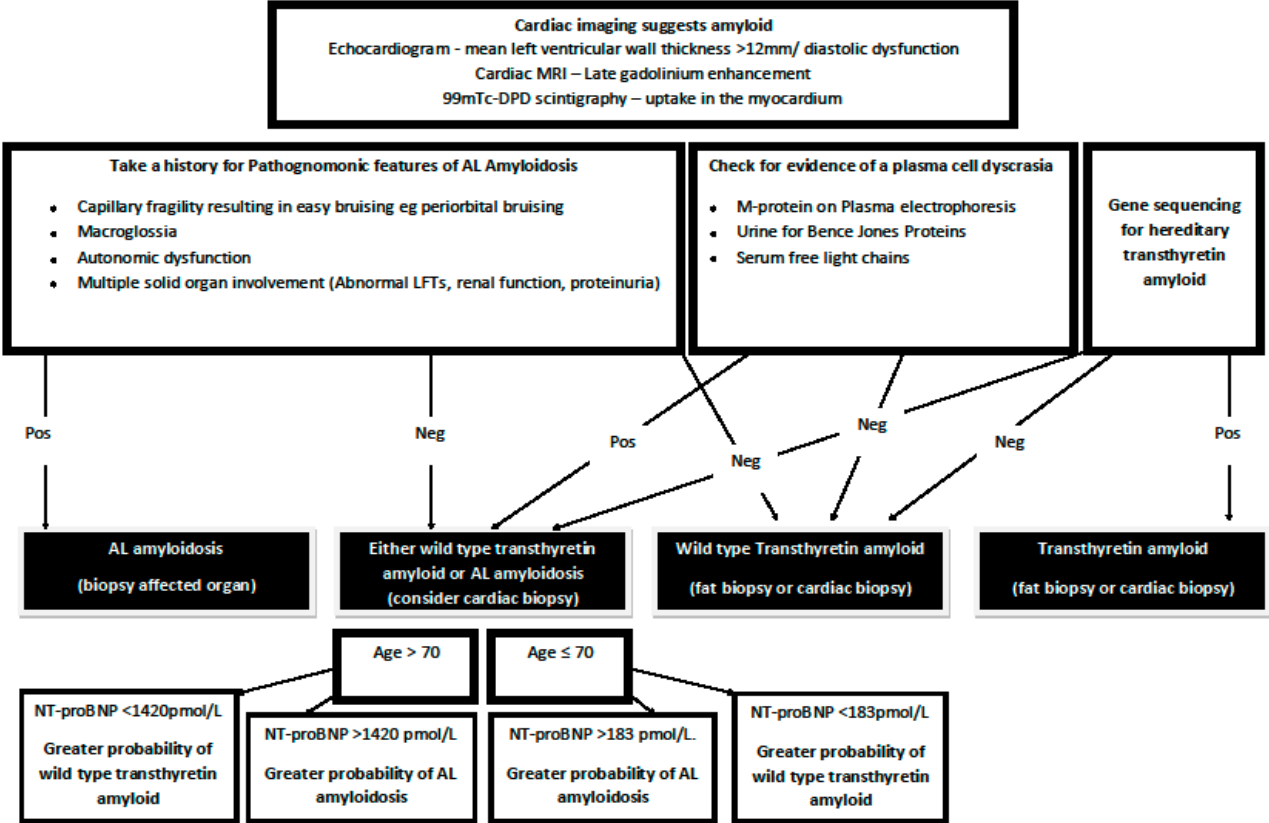 Cardiac imaging suggests amyloid
Echocardiogram - mean left ventricular wall thickness >12mm/ diastolic dysfunction
Cardiac MRI – Late gadolinium enhancement
99mTc-DPD scintigraphy – uptake in the myocardium
Take a history for Pathognomonic features of AL Amyloidosis
• Capillary fragility resulting in easy bruising eg periorbital bruising
• Macroglossia
• Autonomic dysfunction
• Multiple solid organ involvement (Abnormal LFTs, renal function, proteinuria)
Check for evidence of a plasma cell dyscrasia
• M-protein on Plasma electrophoresis
• Urine for Bence Jones Proteins
• Serum free light chains
Gene sequencing
for hereditary
transthyretin
amyloid
Pos
Neg
Pos
Neg
Neg
Neg
Pos
AL amyloidosis
(biopsy affected organ)
Either wild type transthyretin
amyloid or AL amyloidosis
(consider cardiac biopsy)
Wild type Transthyretin amyloid
(fat biopsy or cardiac biopsy)
Transthyretin amyloid
(fat biopsy or cardiac biopsy)
Age > 70
Age ≤ 70
NT-proBNP <1420pmol/L
Greater probability of
wild type transthyretin
amyloid
NT-proBNP >1420 pmol/L
Greater probability of AL
amyloidosis
NT-proBNP >183 pmol/L.
Greater probability of AL
amyloidosis
NT-proBNP <183pmol/L
Greater probability of
wild type transthyretin
amyloid